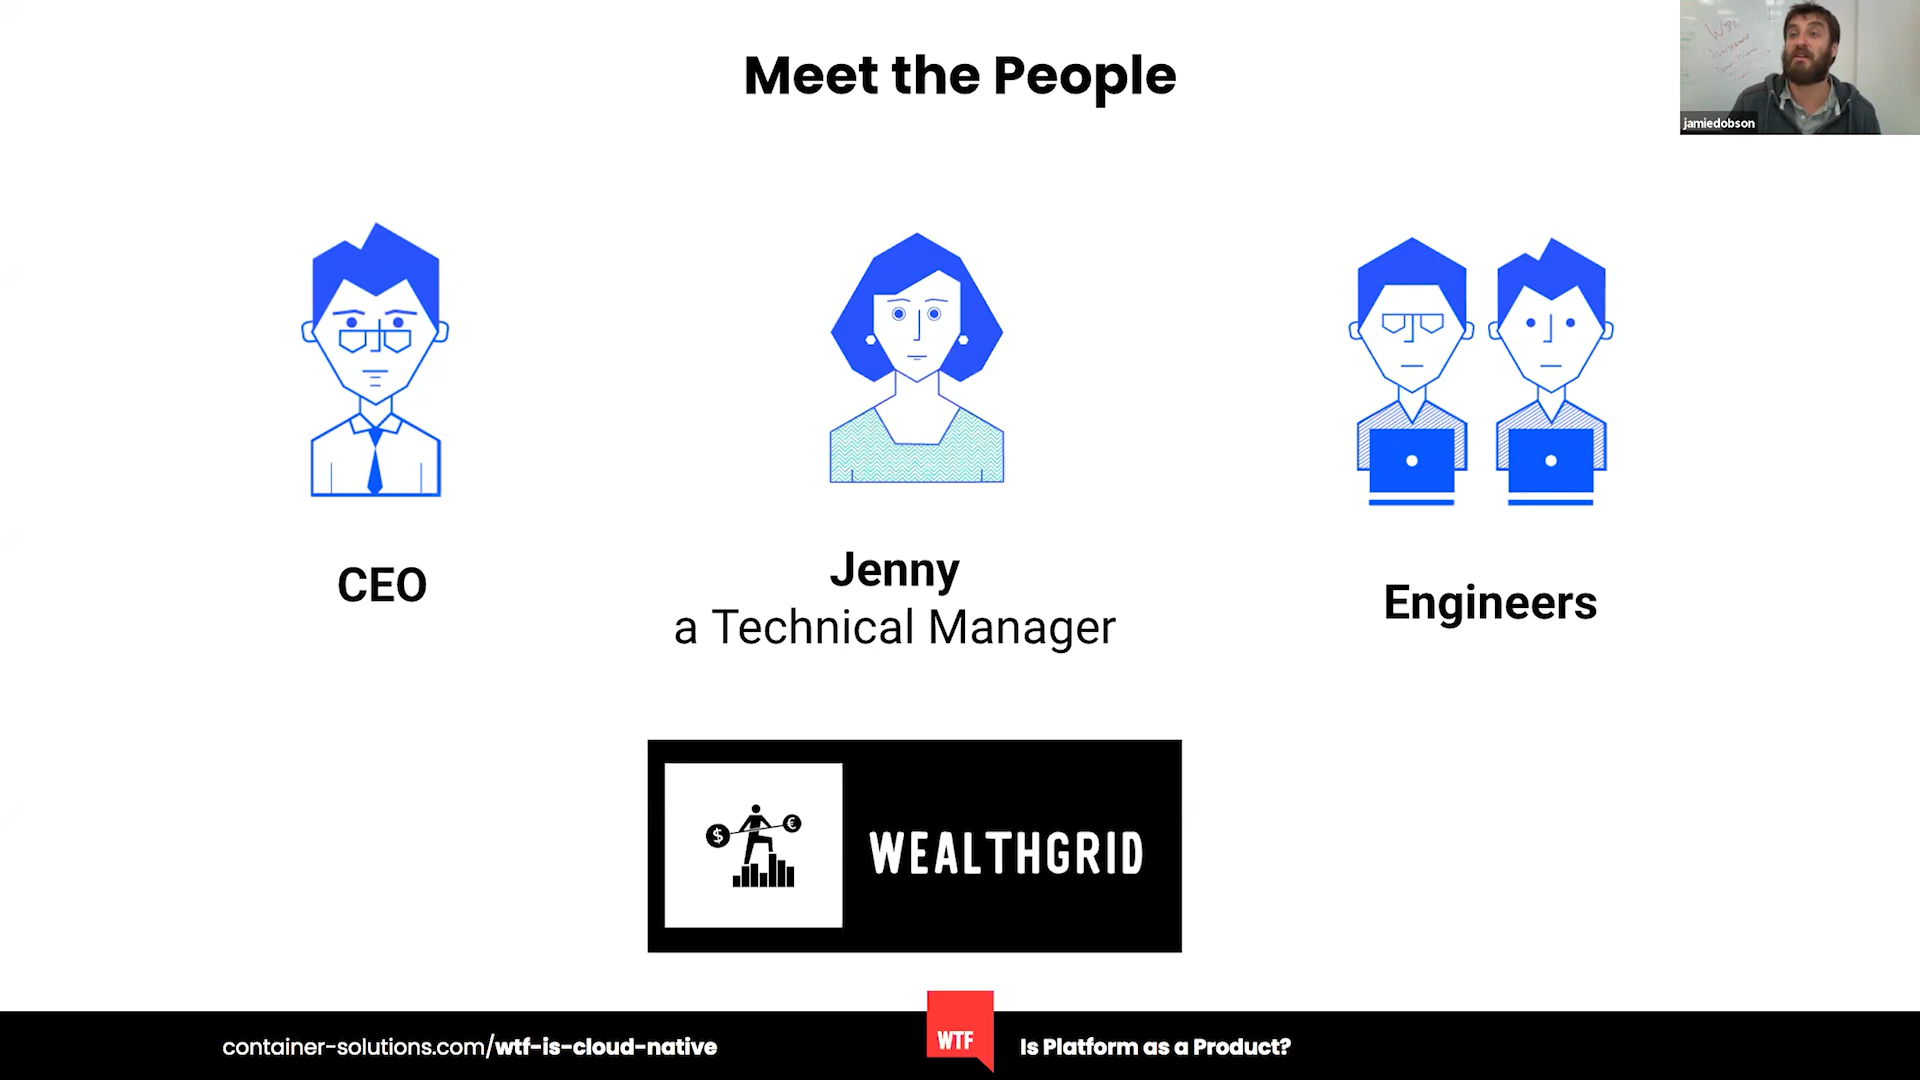 Meet the People
jamiedobson
CEO
Jenny
a Technical Manager
Engineers
$
€
WEALTHGRID
container-solutions.com/wtf-is-cloud-native
WTF
Is Platform as a Product?